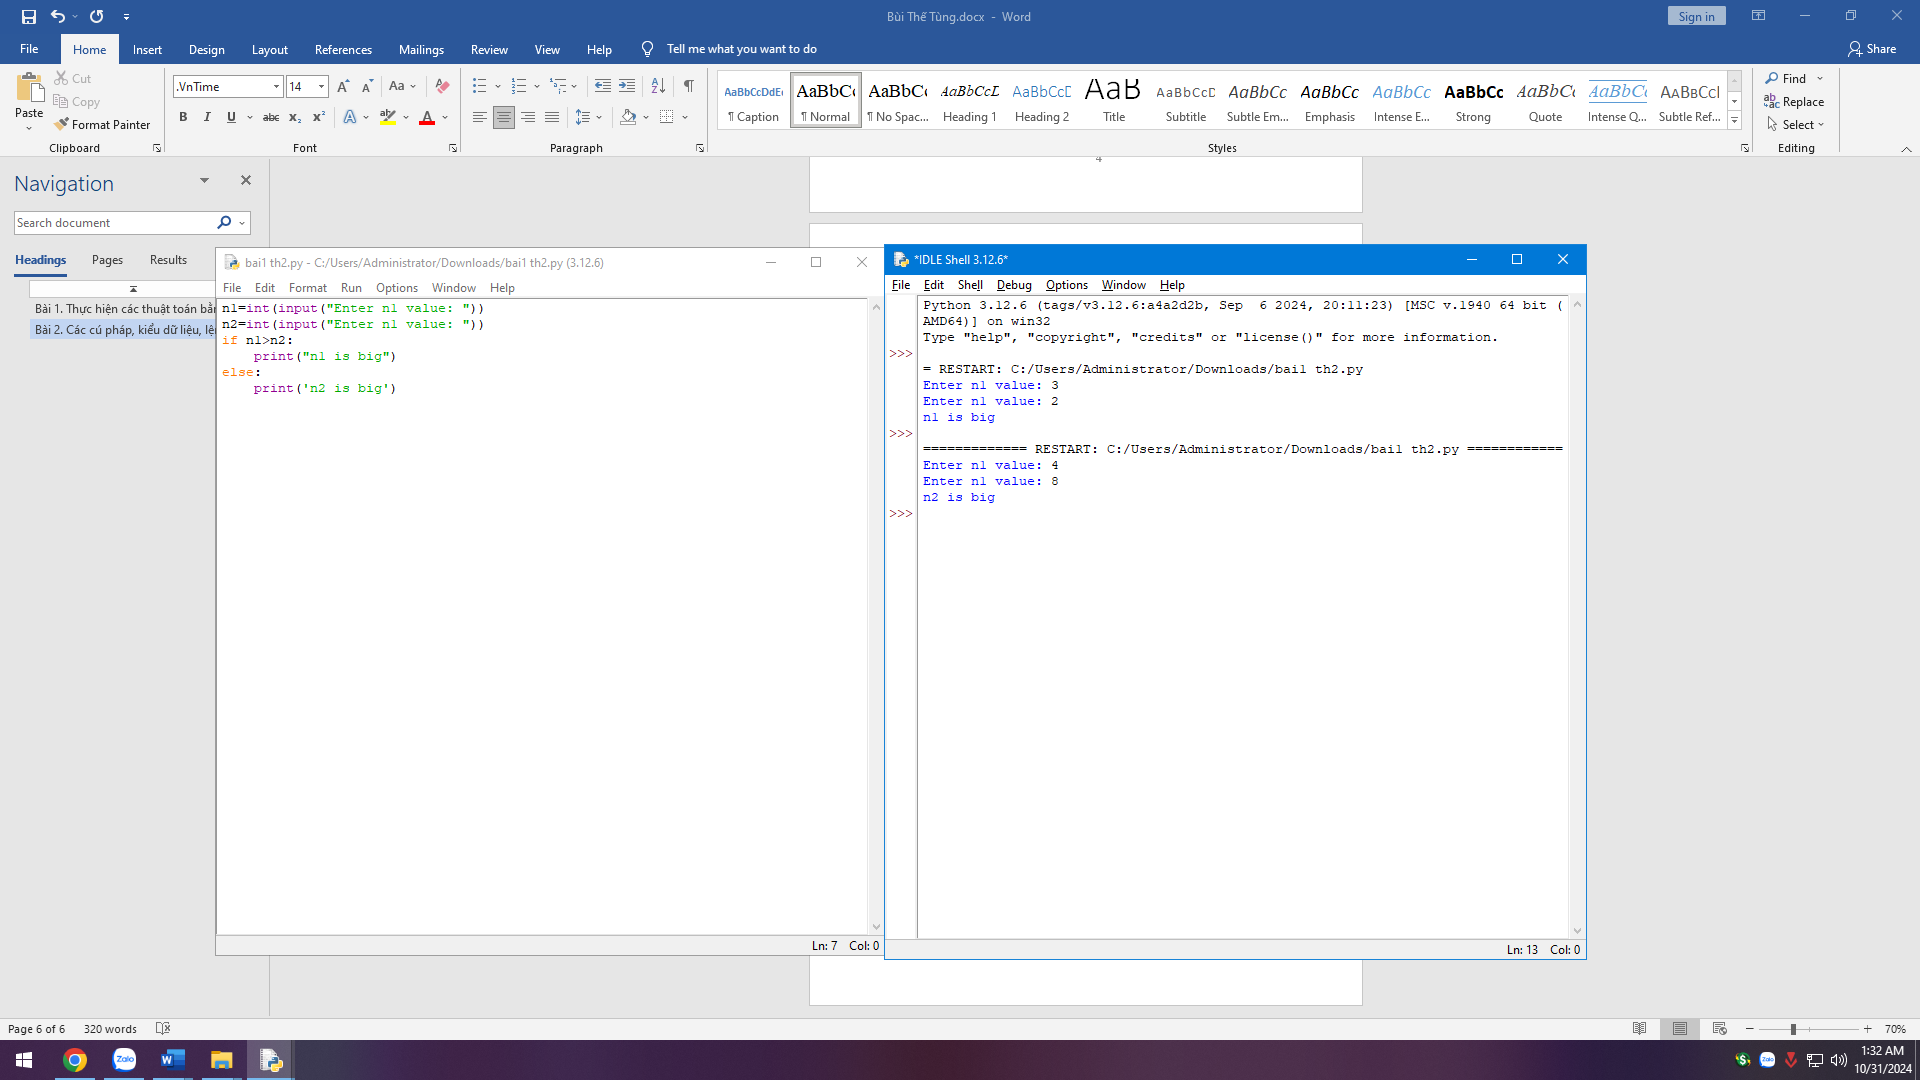 Bùi Thế Tùng.docx - Word
Sign in
File Home Insert Design Layout References Mailings Review View Help Tell me what you want to do
Share
Paste
Cut
Copy
Format Painter
Clipboard
.VnTime 14
Font
Paragraph
AaBbCcDdE AaBbC AaBbC AaBbCcD AaBbCcD AaB AaBbCcD AaBbCc AaBbCc AaBbCc AaBbCc AaBbC AaBbC AaBbCcI
¶ Caption ¶ Normal ¶ No Spac... Heading 1 Heading 2 Title Subtitle Subtle Em... Emphasis Intense E... Strong Quote Intense Q... Subtle Ref...
Styles
Find
Replace
Select
Editing
Navigation
Search document
Headings Pages Results
Bài 1. Thực hiện các thuật toán bằn
Bài 2. Các cú pháp, kiểu dữ liệu, lệ
4
bai1 th2.py - C:/Users/Administrator/Downloads/bai1 th2.py (3.12.6)
File Edit Format Run Options Window Help
n1=int(input("Enter n1 value: "))
n2=int(input("Enter n1 value: "))
if n1>n2:
    print("n1 is big")
else:
    print('n2 is big')
Ln: 7 Col: 0
*IDLE Shell 3.12.6*
File Edit Shell Debug Options Window Help
Python 3.12.6 (tags/v3.12.6:a4a2d2b, Sep  6 2024, 20:11:23) [MSC v.1940 64 bit (
AMD64)] on win32
Type "help", "copyright", "credits" or "license()" for more information.
>>>
= RESTART: C:/Users/Administrator/Downloads/bai1 th2.py
Enter n1 value: 3
Enter n1 value: 2
n1 is big
>>>
============= RESTART: C:/Users/Administrator/Downloads/bai1 th2.py ============
Enter n1 value: 4
Enter n1 value: 8
n2 is big
>>>
Ln: 13 Col: 0
Page 6 of 6 320 words
70%
Zalo
1:32 AM
10/31/2024